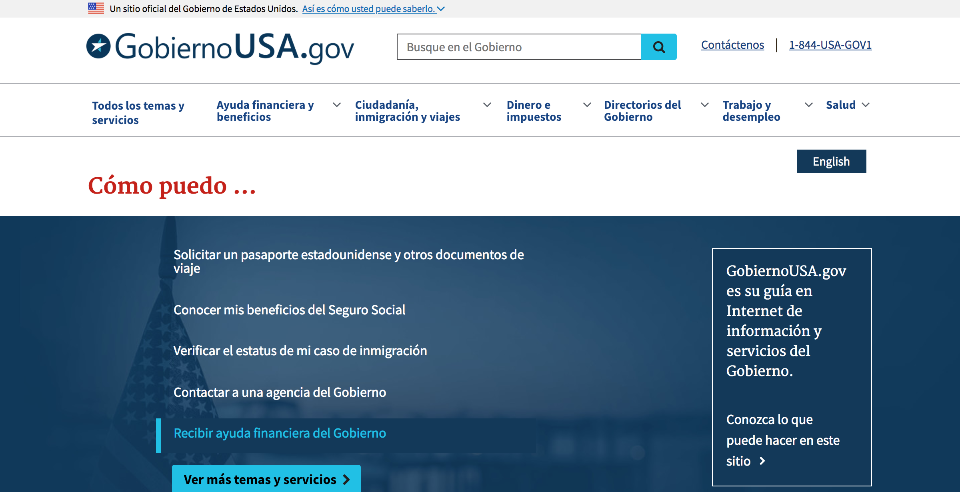 Un sitio oficial del Gobierno de Estados Unidos. Así es cómo usted puede saberlo.
GobiernoUSA.gov
Busque en el Gobierno
Contáctenos
1-844-USA-GOV1
Todos los temas y
servicios
Ayuda financiera y
beneficios
Ciudadanía,
inmigración y viajes
Dinero e
impuestos
Directorios del
Gobierno
Trabajo y
desempleo
Salud
English
Cómo puedo ...
Solicitar un pasaporte estadounidense y otros documentos de
viaje
Conocer mis beneficios del Seguro Social
Verificar el estatus de mi caso de inmigración
Contactar a una agencia del Gobierno
Recibir ayuda financiera del Gobierno
Ver más temas y servicios
GobiernoUSA.gov
es su guía en
Internet de
información y
servicios del
Gobierno.
Conozca lo que
puede hacer en este
sitio